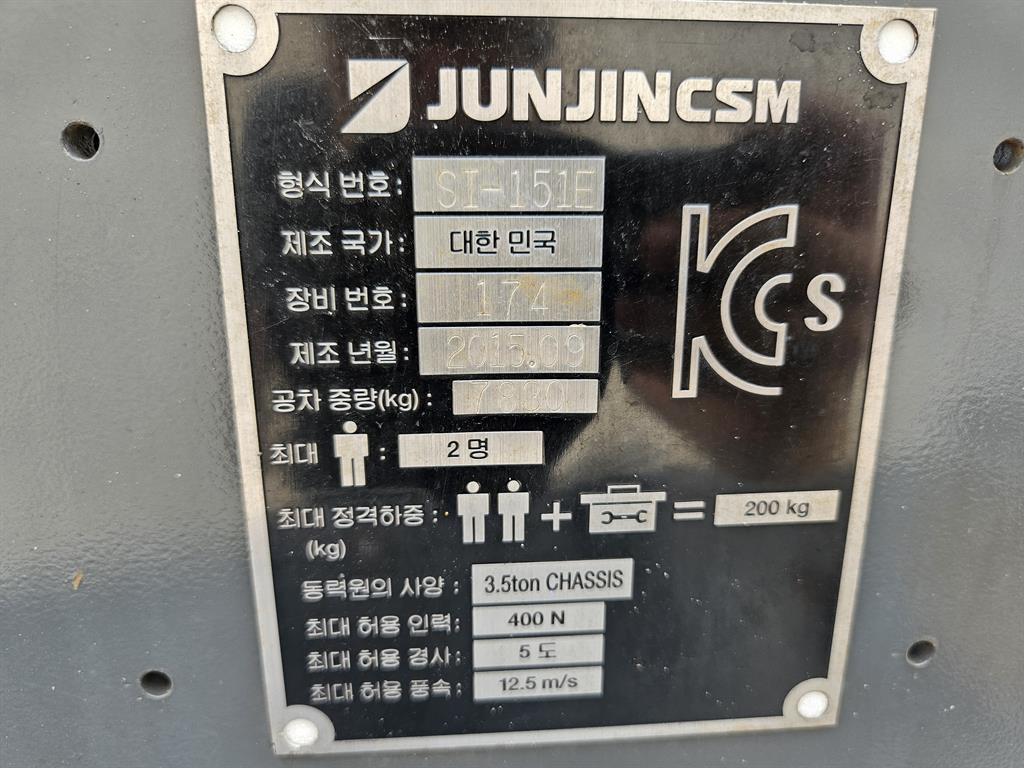 JUNJINCSM
형식 번호: SI-151E
제조 국가: 대한 민국
장비 번호: 174
제조 년월: 2015.09
공차 중량(kg) :
최대 : 2 명
최대 정격하중 : + = 200 kg
(kg)
동력원의 사양 : 3.5ton CHASSIS
최대 허용 인력: 400 N
최대 허용 경사: 5 도
최대 허용 풍속: 12.5 m/s
KCs